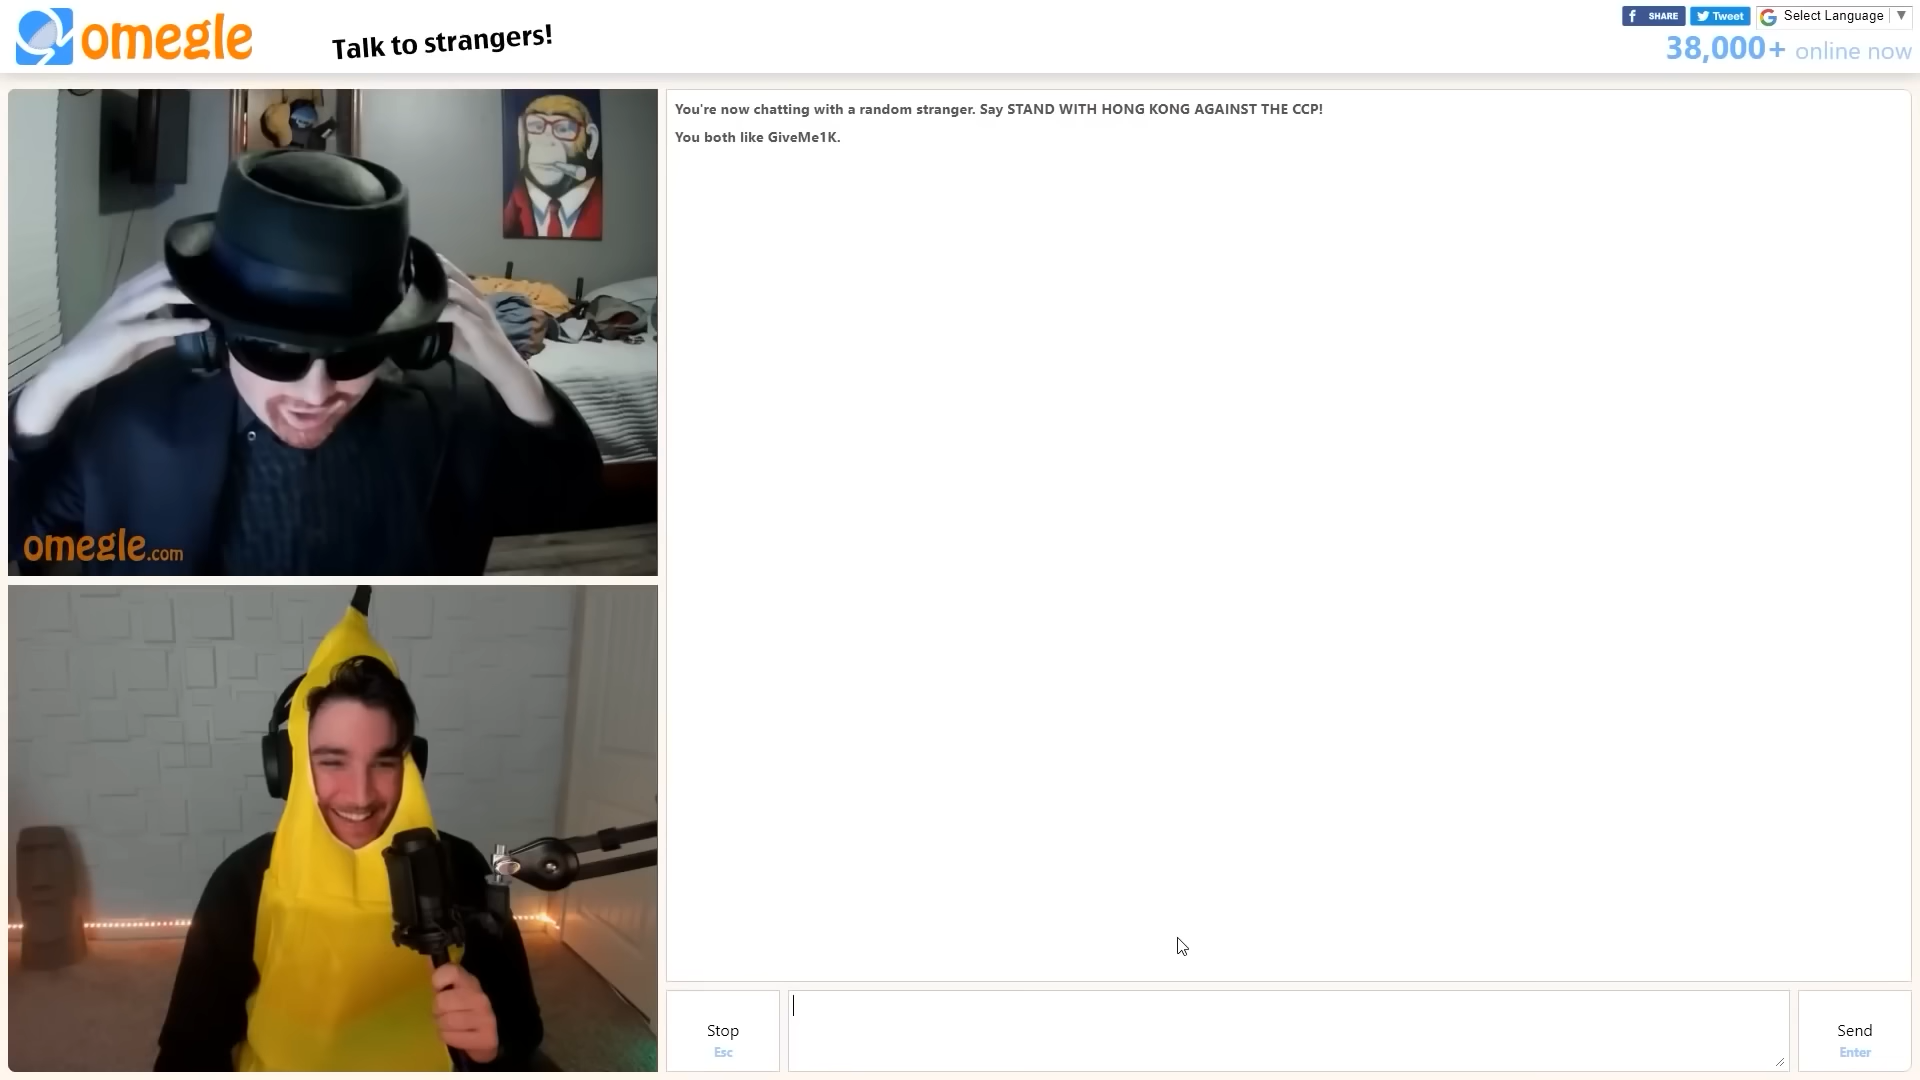 omegle
Talk to strangers!
SHARE
Tweet
Select Language
38,000+ online now
You're now chatting with a random stranger. Say STAND WITH HONG KONG AGAINST THE CCP!
You both like GiveMe1K.
omegle.com
Stop
Esc
Send
Enter